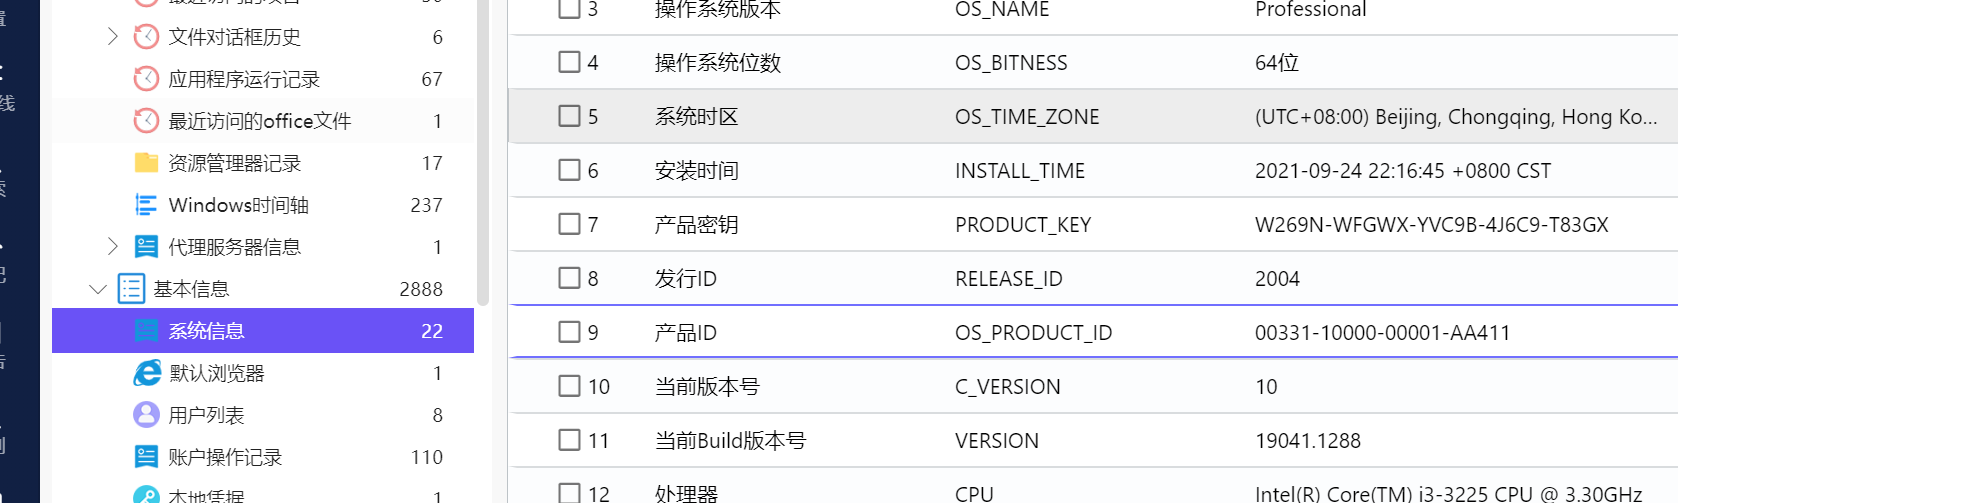 最近访问的项目 30
文件对话框历史 6
应用程序运行记录 67
最近访问的office文件 1
资源管理器记录 17
Windows时间轴 237
代理服务器信息 1
基本信息 2888
系统信息 22
默认浏览器 1
用户列表 8
账户操作记录 110
本地凭据 1
3 操作系统版本 OS_NAME Professional
4 操作系统位数 OS_BITNESS 64位
5 系统时区 OS_TIME_ZONE (UTC+08:00) Beijing, Chongqing, Hong Ko...
6 安装时间 INSTALL_TIME 2021-09-24 22:16:45 +0800 CST
7 产品密钥 PRODUCT_KEY W269N-WFGWX-YVC9B-4J6C9-T83GX
8 发行ID RELEASE_ID 2004
9 产品ID OS_PRODUCT_ID 00331-10000-00001-AA411
10 当前版本号 C_VERSION 10
11 当前Build版本号 VERSION 19041.1288
12 处理器 CPU Intel(R) Core(TM) i3-3225 CPU @ 3.30GHz